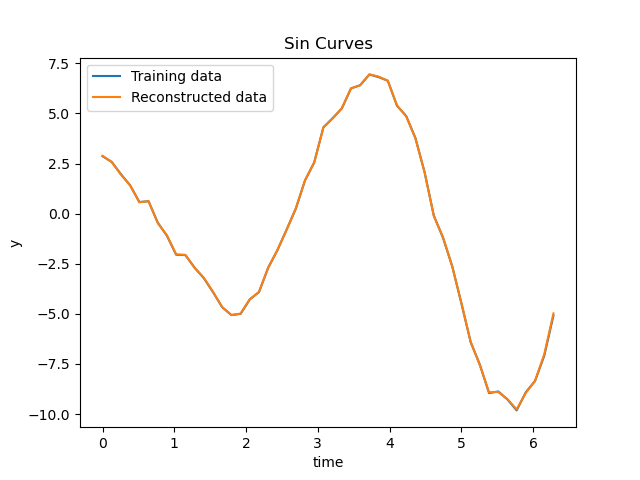 Sin Curves
Training data
Reconstructed data
7.5
5.0
2.5
0.0
−2.5
−5.0
−7.5
−10.0
y
0 1 2 3 4 5 6
time